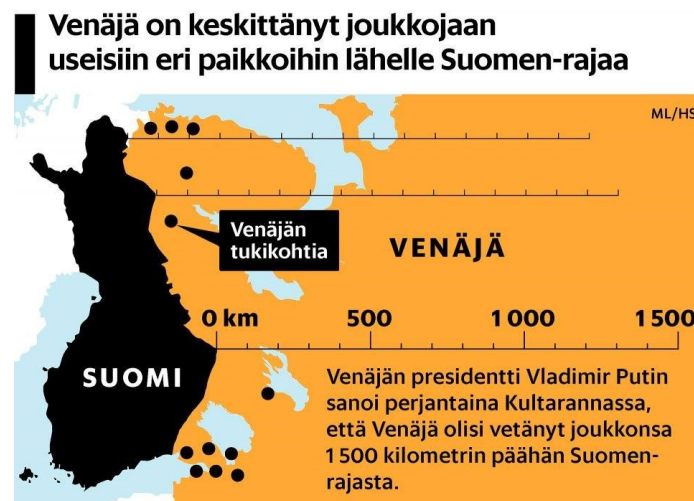 Venäjä on keskittänyt joukkojaan
useisiin eri paikkoihin lähelle Suomen-rajaa
ML/HS
Venäjän
tukikohtia
VENÄJÄ
0 km 500 1 000 1 500
SUOMI
Venäjän presidentti Vladimir Putin
sanoi perjantaina Kultarannassa,
että Venäjä olisi vetänyt joukkonsa
1 500 kilometrin päähän Suomen-
rajasta.